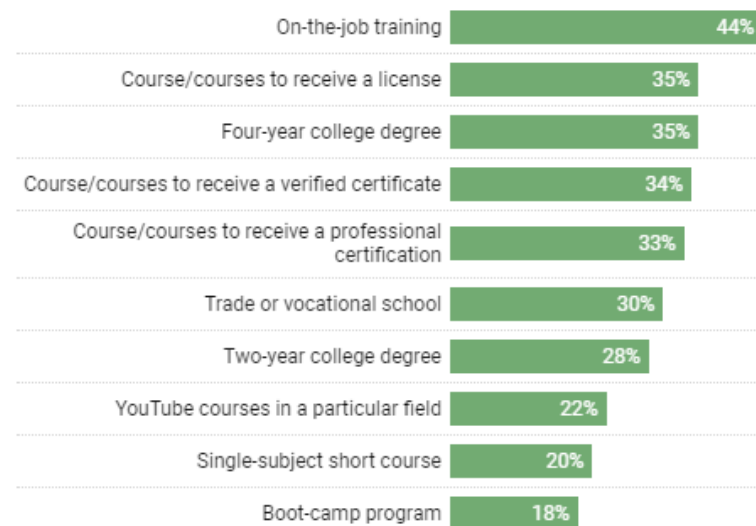 On-the-job training 44%
Course/courses to receive a license 35%
Four-year college degree 35%
Course/courses to receive a verified certificate 34%
Course/courses to receive a professional
certification 33%
Trade or vocational school 30%
Two-year college degree 28%
YouTube courses in a particular field 22%
Single-subject short course 20%
Boot-camp program 18%